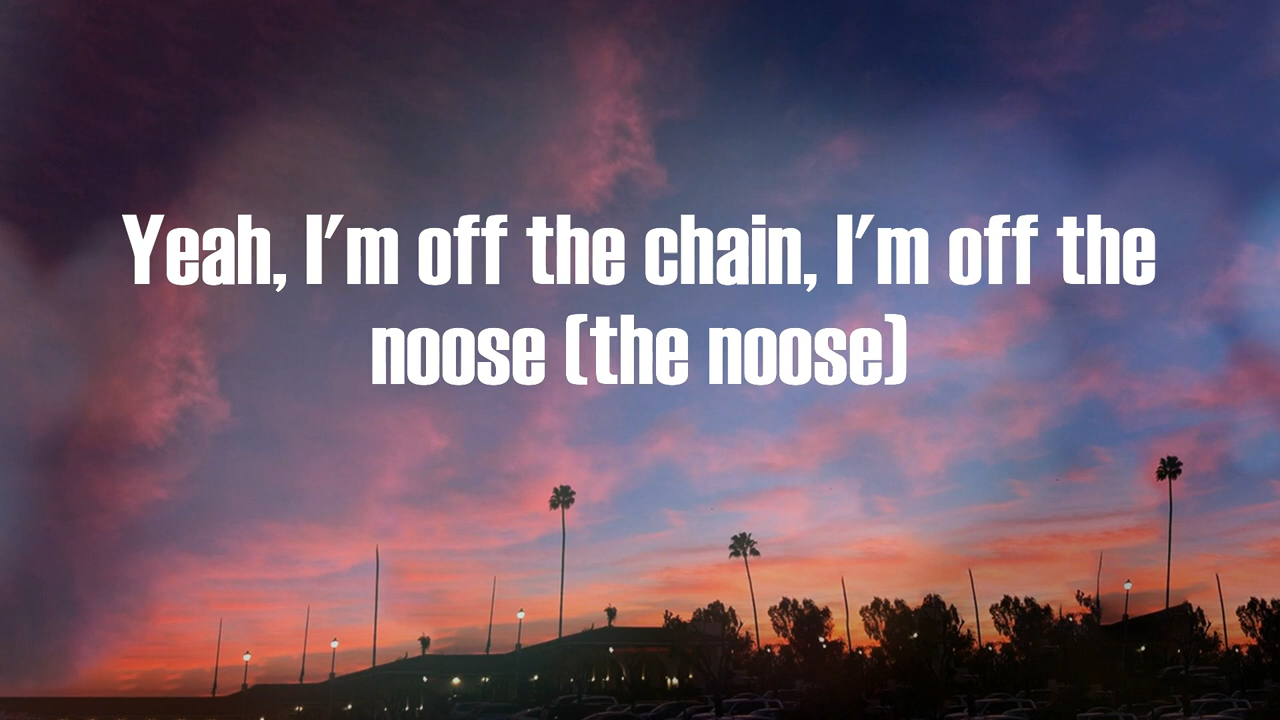 Yeah, I'm off the chain, I'm off the
noose (the noose)